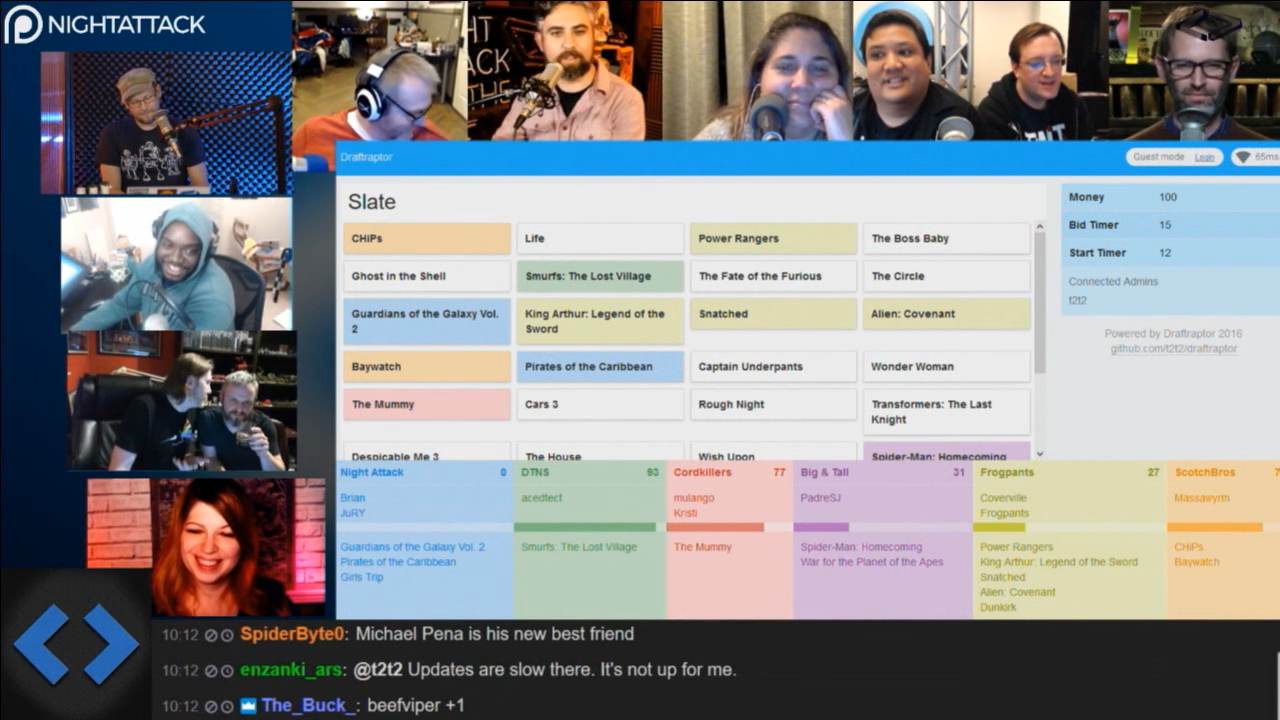 NIGHTATTACK
Draftraptor
Guest mode Login 65ms
Slate
CHiPs
Life
Power Rangers
The Boss Baby
Ghost in the Shell
Smurfs: The Lost Village
The Fate of the Furious
The Circle
Guardians of the Galaxy Vol.
2
King Arthur: Legend of the
Sword
Snatched
Alien: Covenant
Baywatch
Pirates of the Caribbean
Captain Underpants
Wonder Woman
The Mummy
Cars 3
Rough Night
Transformers: The Last
Knight
Despicable Me 3
The House
Wish Upon
Spider-Man: Homecoming
Money 100
Bid Timer 15
Start Timer 12
Connected Admins
t2t2
Powered by Draftraptor 2016
github.com/t2t2/draftraptor
Night Attack 0
Brian
JuRY
Guardians of the Galaxy Vol. 2
Pirates of the Caribbean
Girls Trip
DTNS 93
acedtect
Smurfs: The Lost Village
Cordkillers 77
mulango
Kristi
The Mummy
Big & Tall 31
PadreSJ
Spider-Man: Homecoming
War for the Planet of the Apes
Frogpants 27
Coverville
Frogpants
Power Rangers
King Arthur: Legend of the Sword
Snatched
Alien: Covenant
Dunkirk
ScotchBros
Massawyrm
CHiPs
Baywatch
10:12 SpiderByte0: Michael Pena is his new best friend
10:12 enzanki_ars: @t2t2 Updates are slow there. It's not up for me.
10:12 The_Buck_: beefviper +1